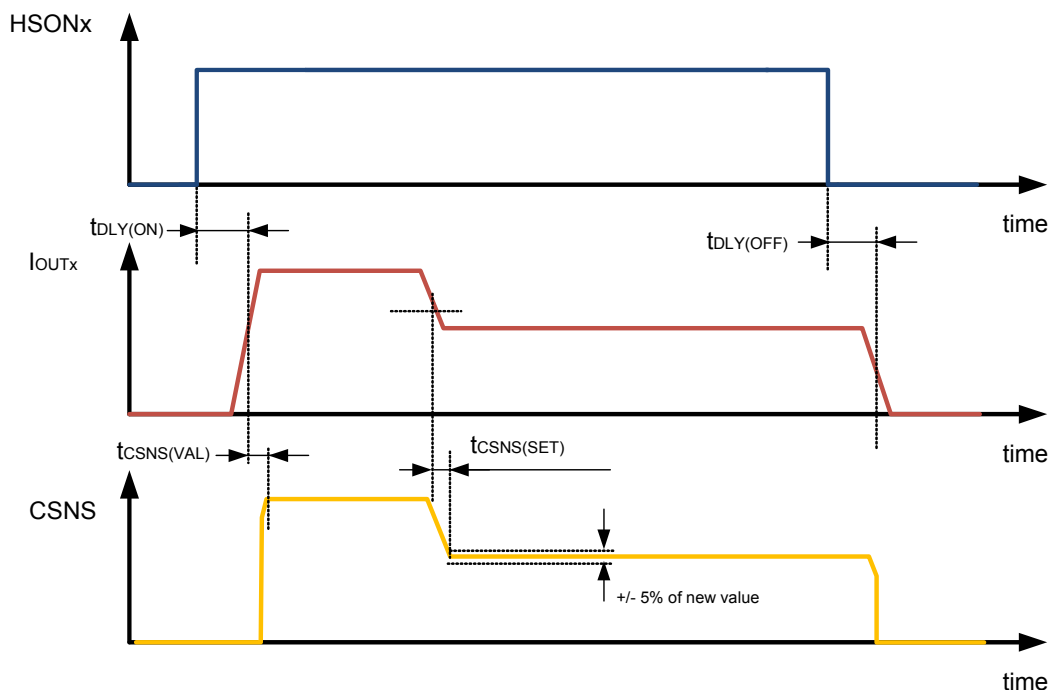 HSONx
time
tDLY(ON)
tDLY(OFF)
IOUTx
time
tCSNS(VAL)
tCSNS(SET)
CSNS
+/- 5% of new value
time